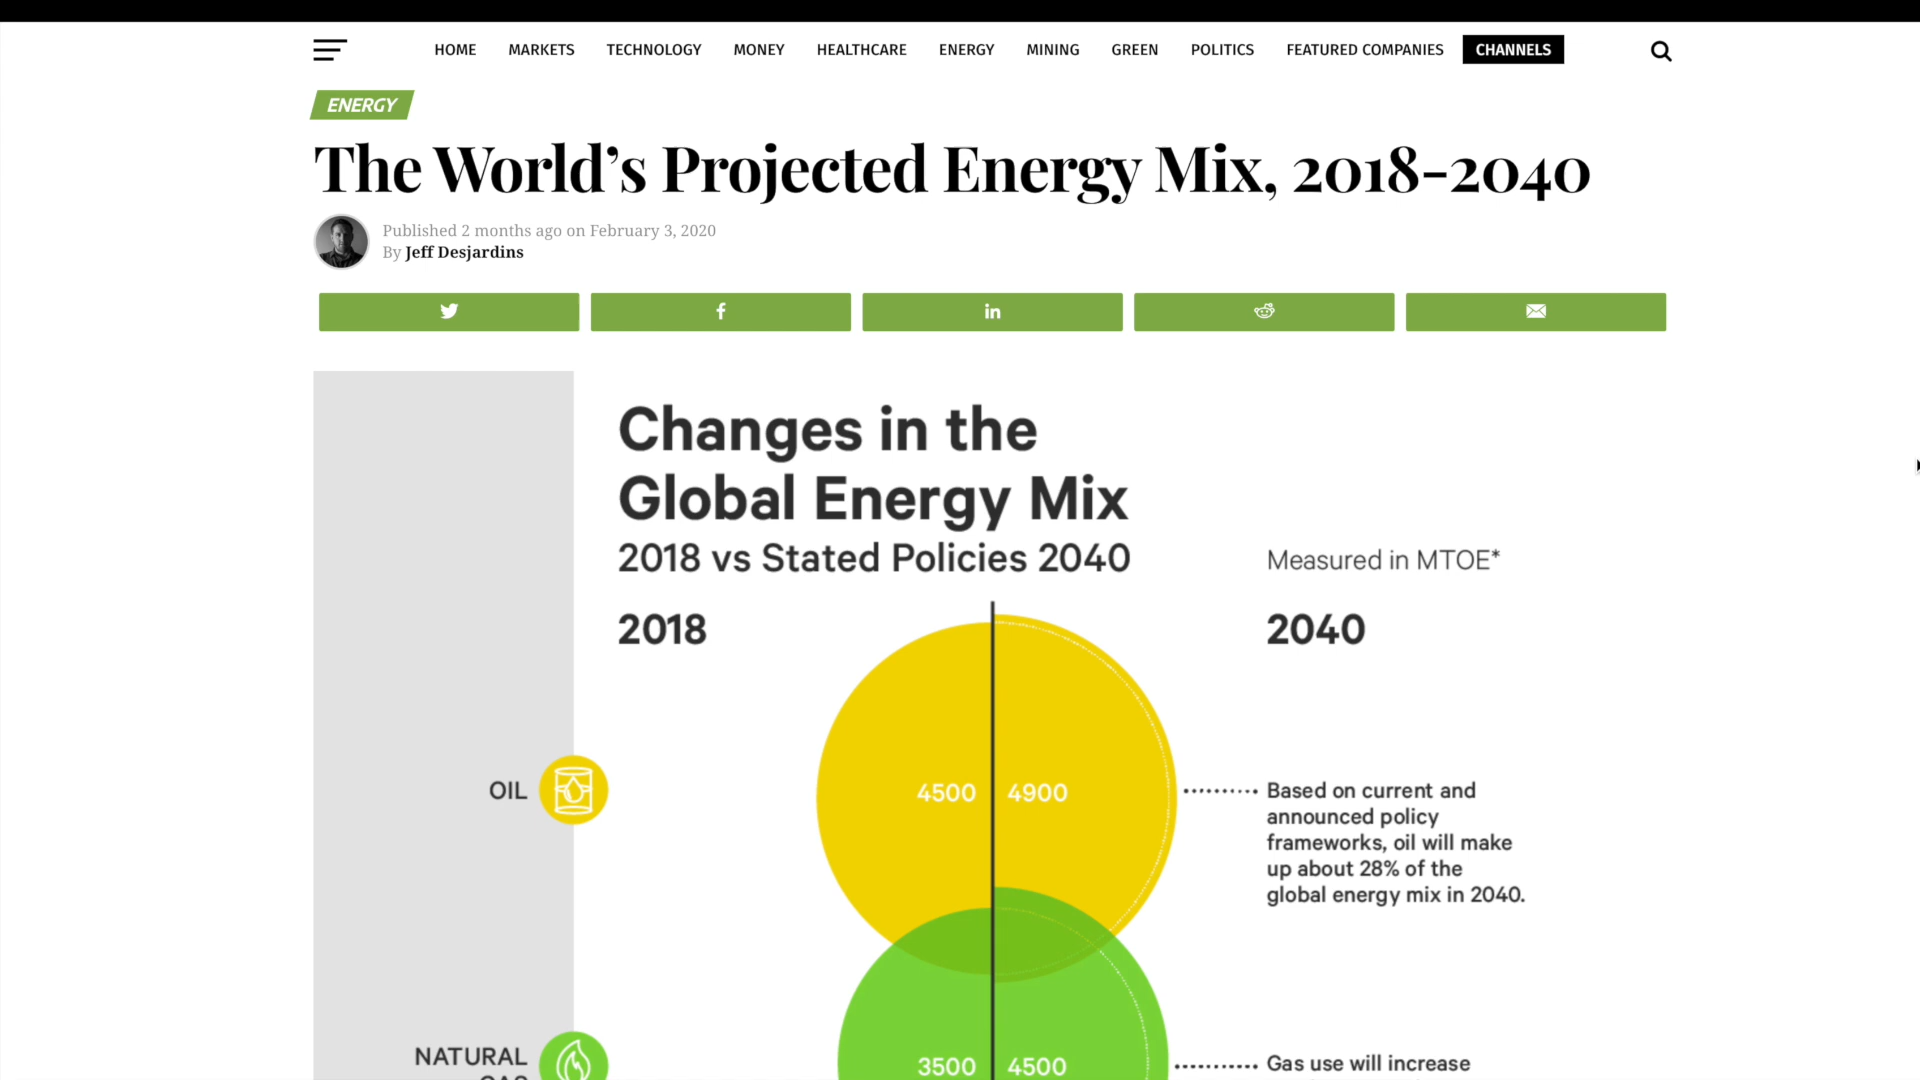 HOME MARKETS TECHNOLOGY MONEY HEALTHCARE ENERGY MINING GREEN POLITICS FEATURED COMPANIES CHANNELS
ENERGY
The World's Projected Energy Mix, 2018-2040
Published 2 months ago on February 3, 2020
By Jeff Desjardins
Changes in the
Global Energy Mix
2018 vs Stated Policies 2040
Measured in MTOE*
2018
2040
OIL
4500
4900
Based on current and
announced policy
frameworks, oil will make
up about 28% of the
global energy mix in 2040.
NATURAL
GAS
3500
4500
Gas use will increase